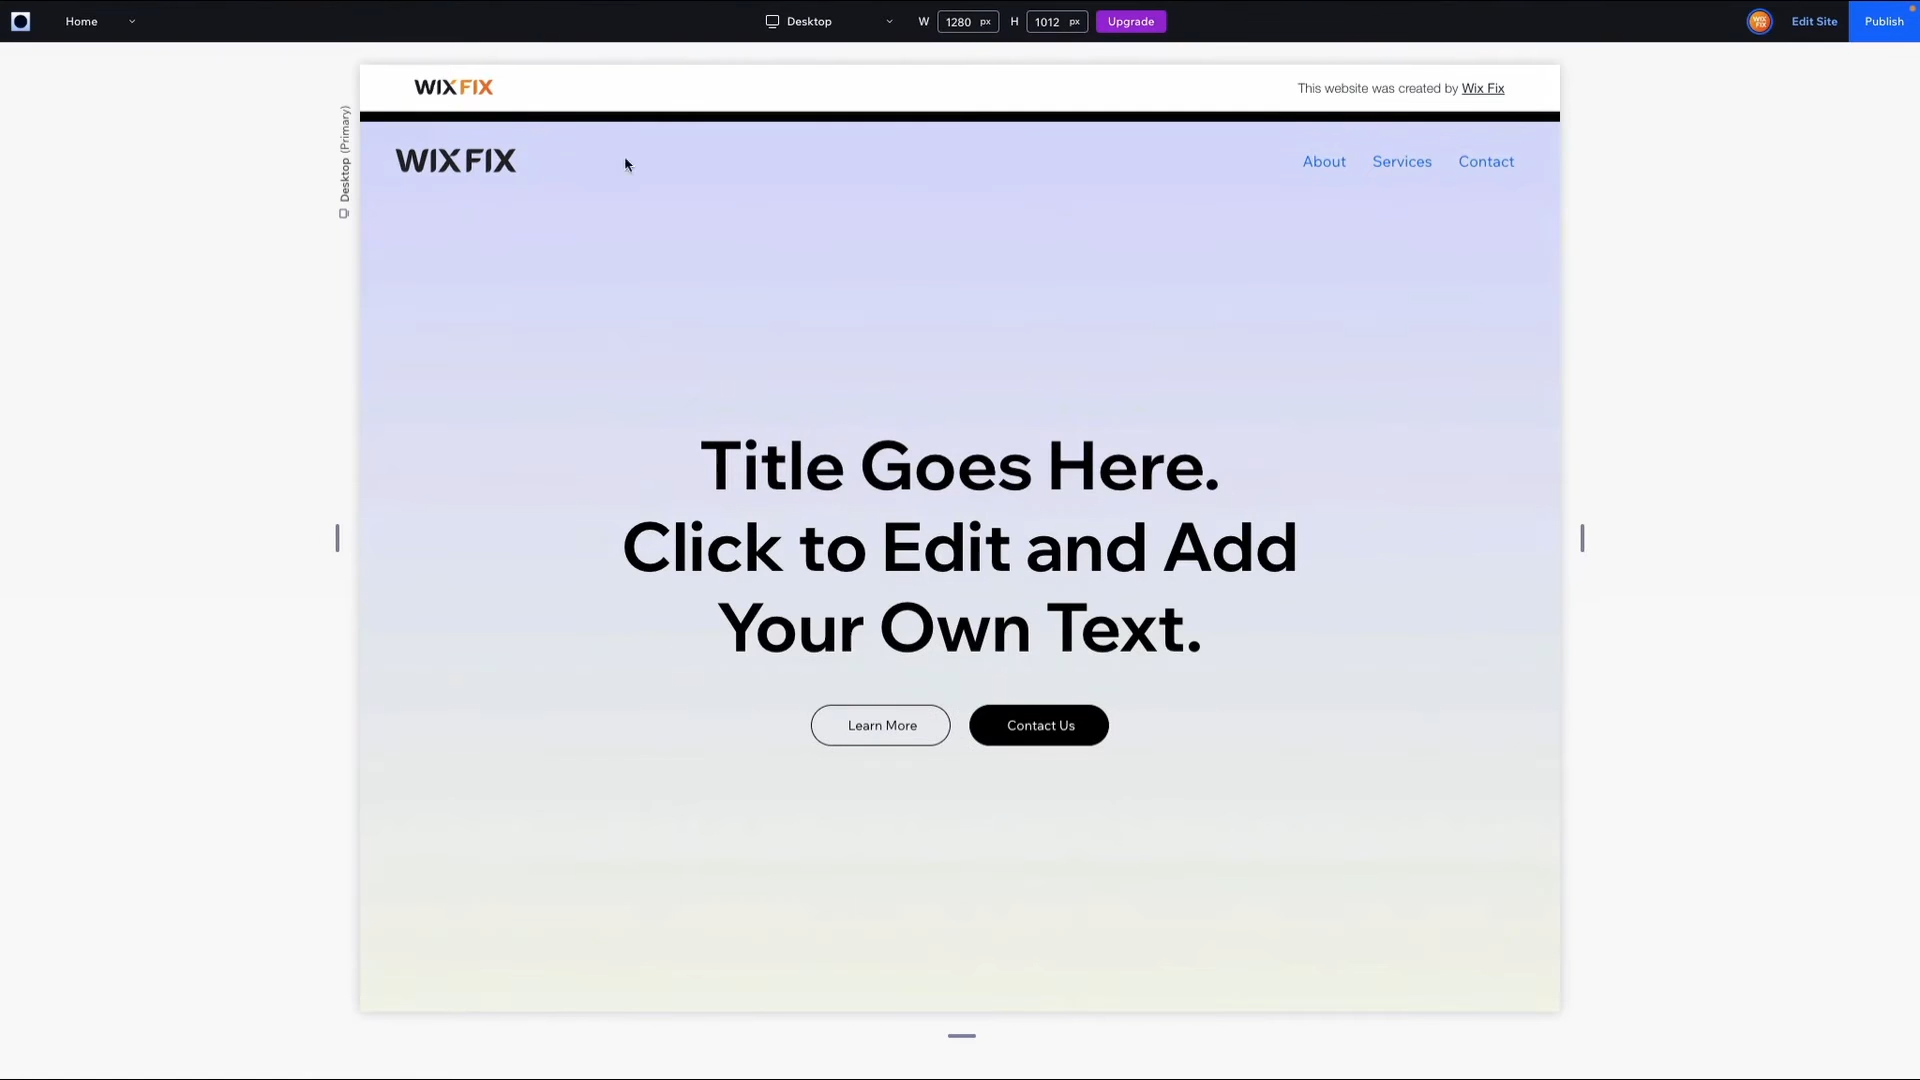 Home
Desktop
W 1280 px H 1012 px
Upgrade
WIX FIX
Edit Site
Publish
WIXFIX
This website was created by Wix Fix
Desktop (Primary)
WIXFIX
About
Services
Contact
Title Goes Here.
Click to Edit and Add
Your Own Text.
Learn More
Contact Us